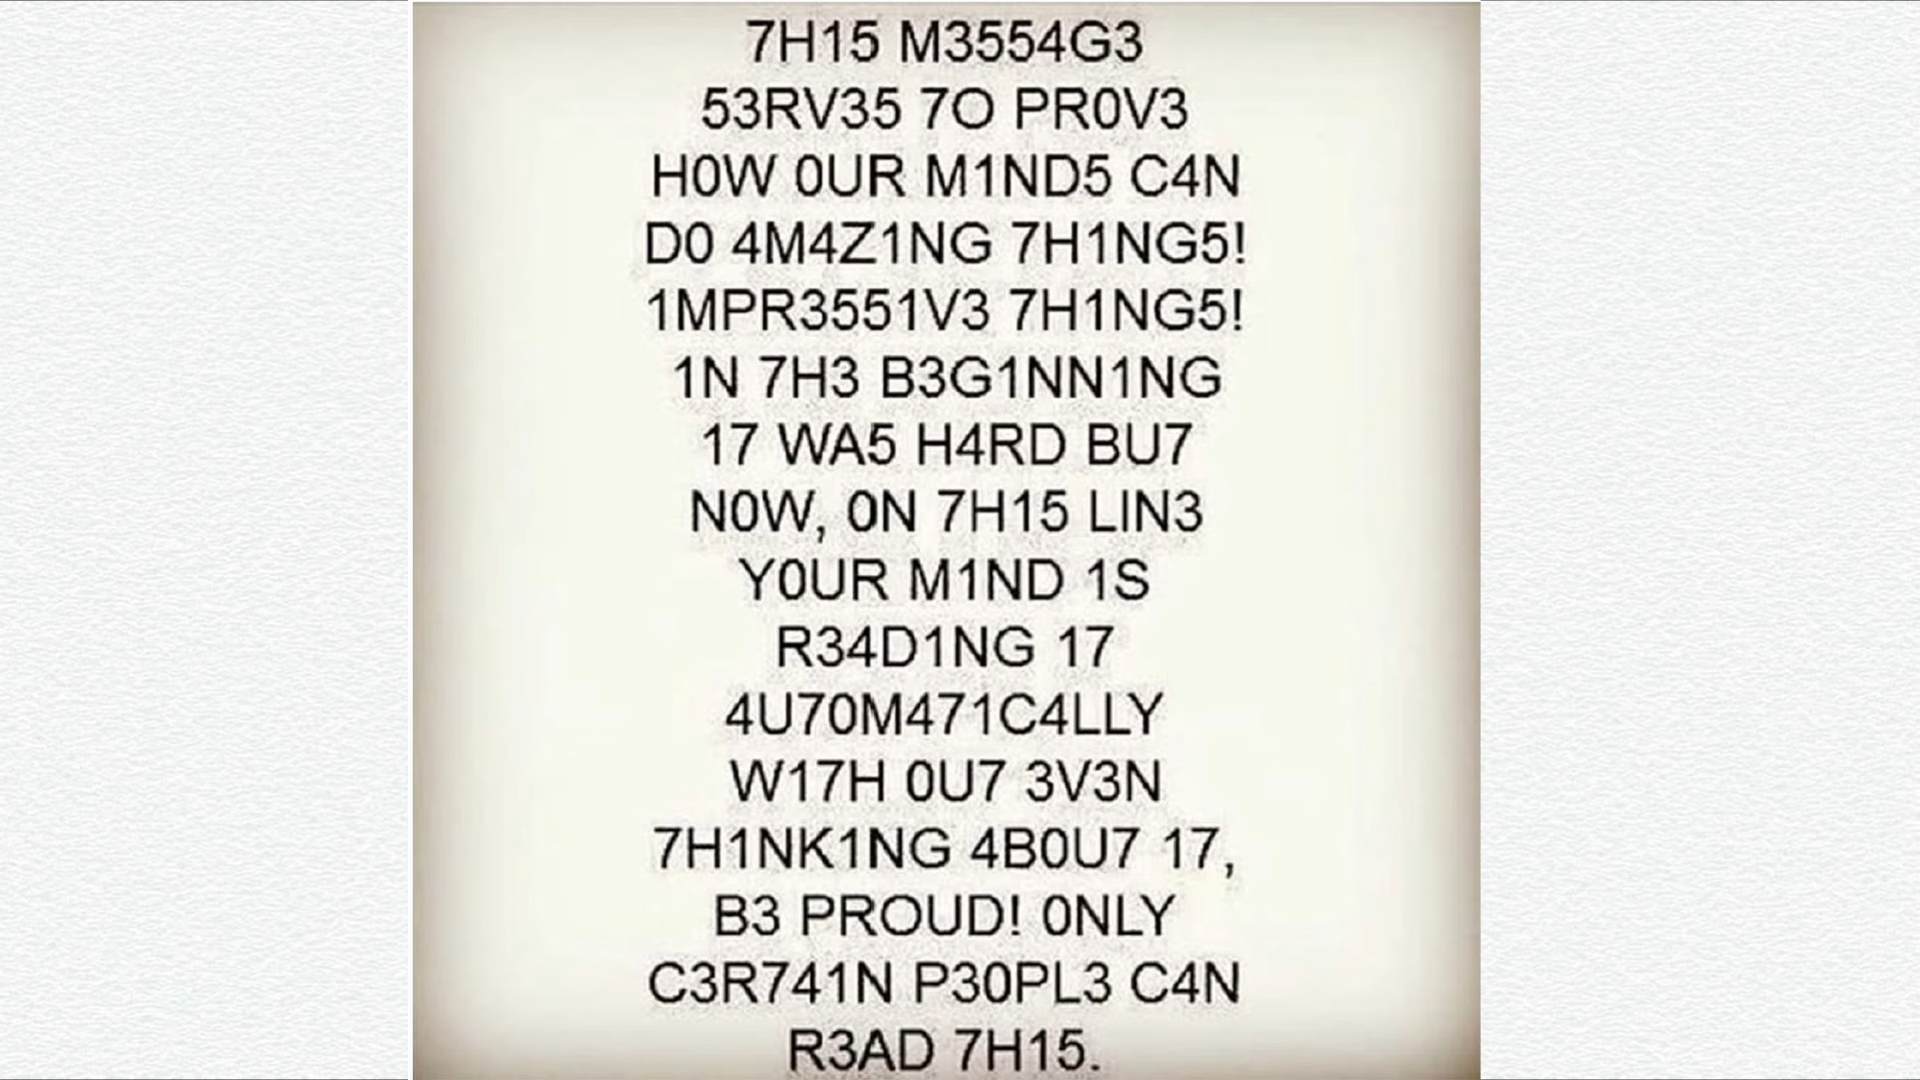 7H15 M3554G3
53RV35 7O PR0V3
H0W 0UR M1ND5 C4N
D0 4M4Z1NG 7H1NG5!
1MPR3551V3 7H1NG5!
1N 7H3 B3G1NN1NG
17 WA5 H4RD BU7
N0W, 0N 7H15 LIN3
Y0UR M1ND 1S
R34D1NG 17
4U70M471C4LLY
W17H 0U7 3V3N
7H1NK1NG 4B0U7 17,
B3 PROUD! 0NLY
C3R741N P30PL3 C4N
R3AD 7H15.